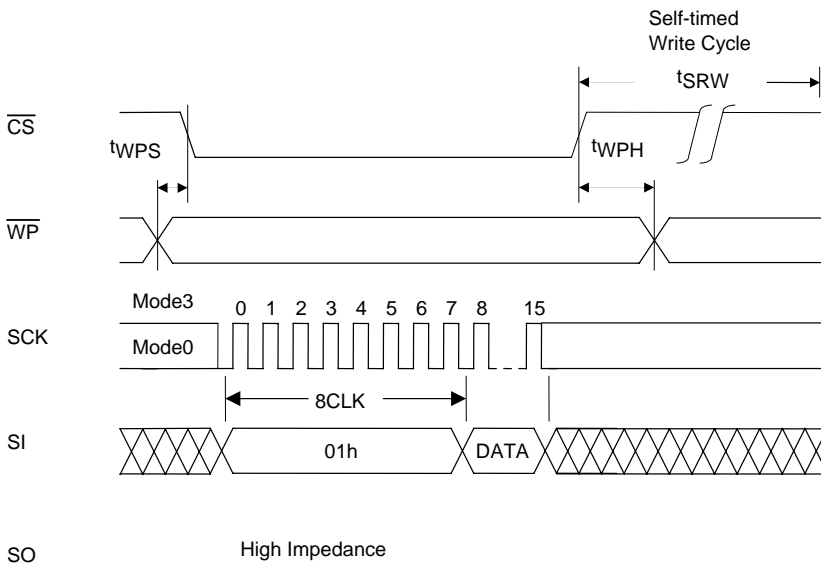 Self-timed
Write Cycle
tSRW
CS
tWPS
tWPH
WP
Mode3
0 1 2 3 4 5 6 7 8 15
SCK
Mode0
8CLK
SI
01h
DATA
SO
High Impedance